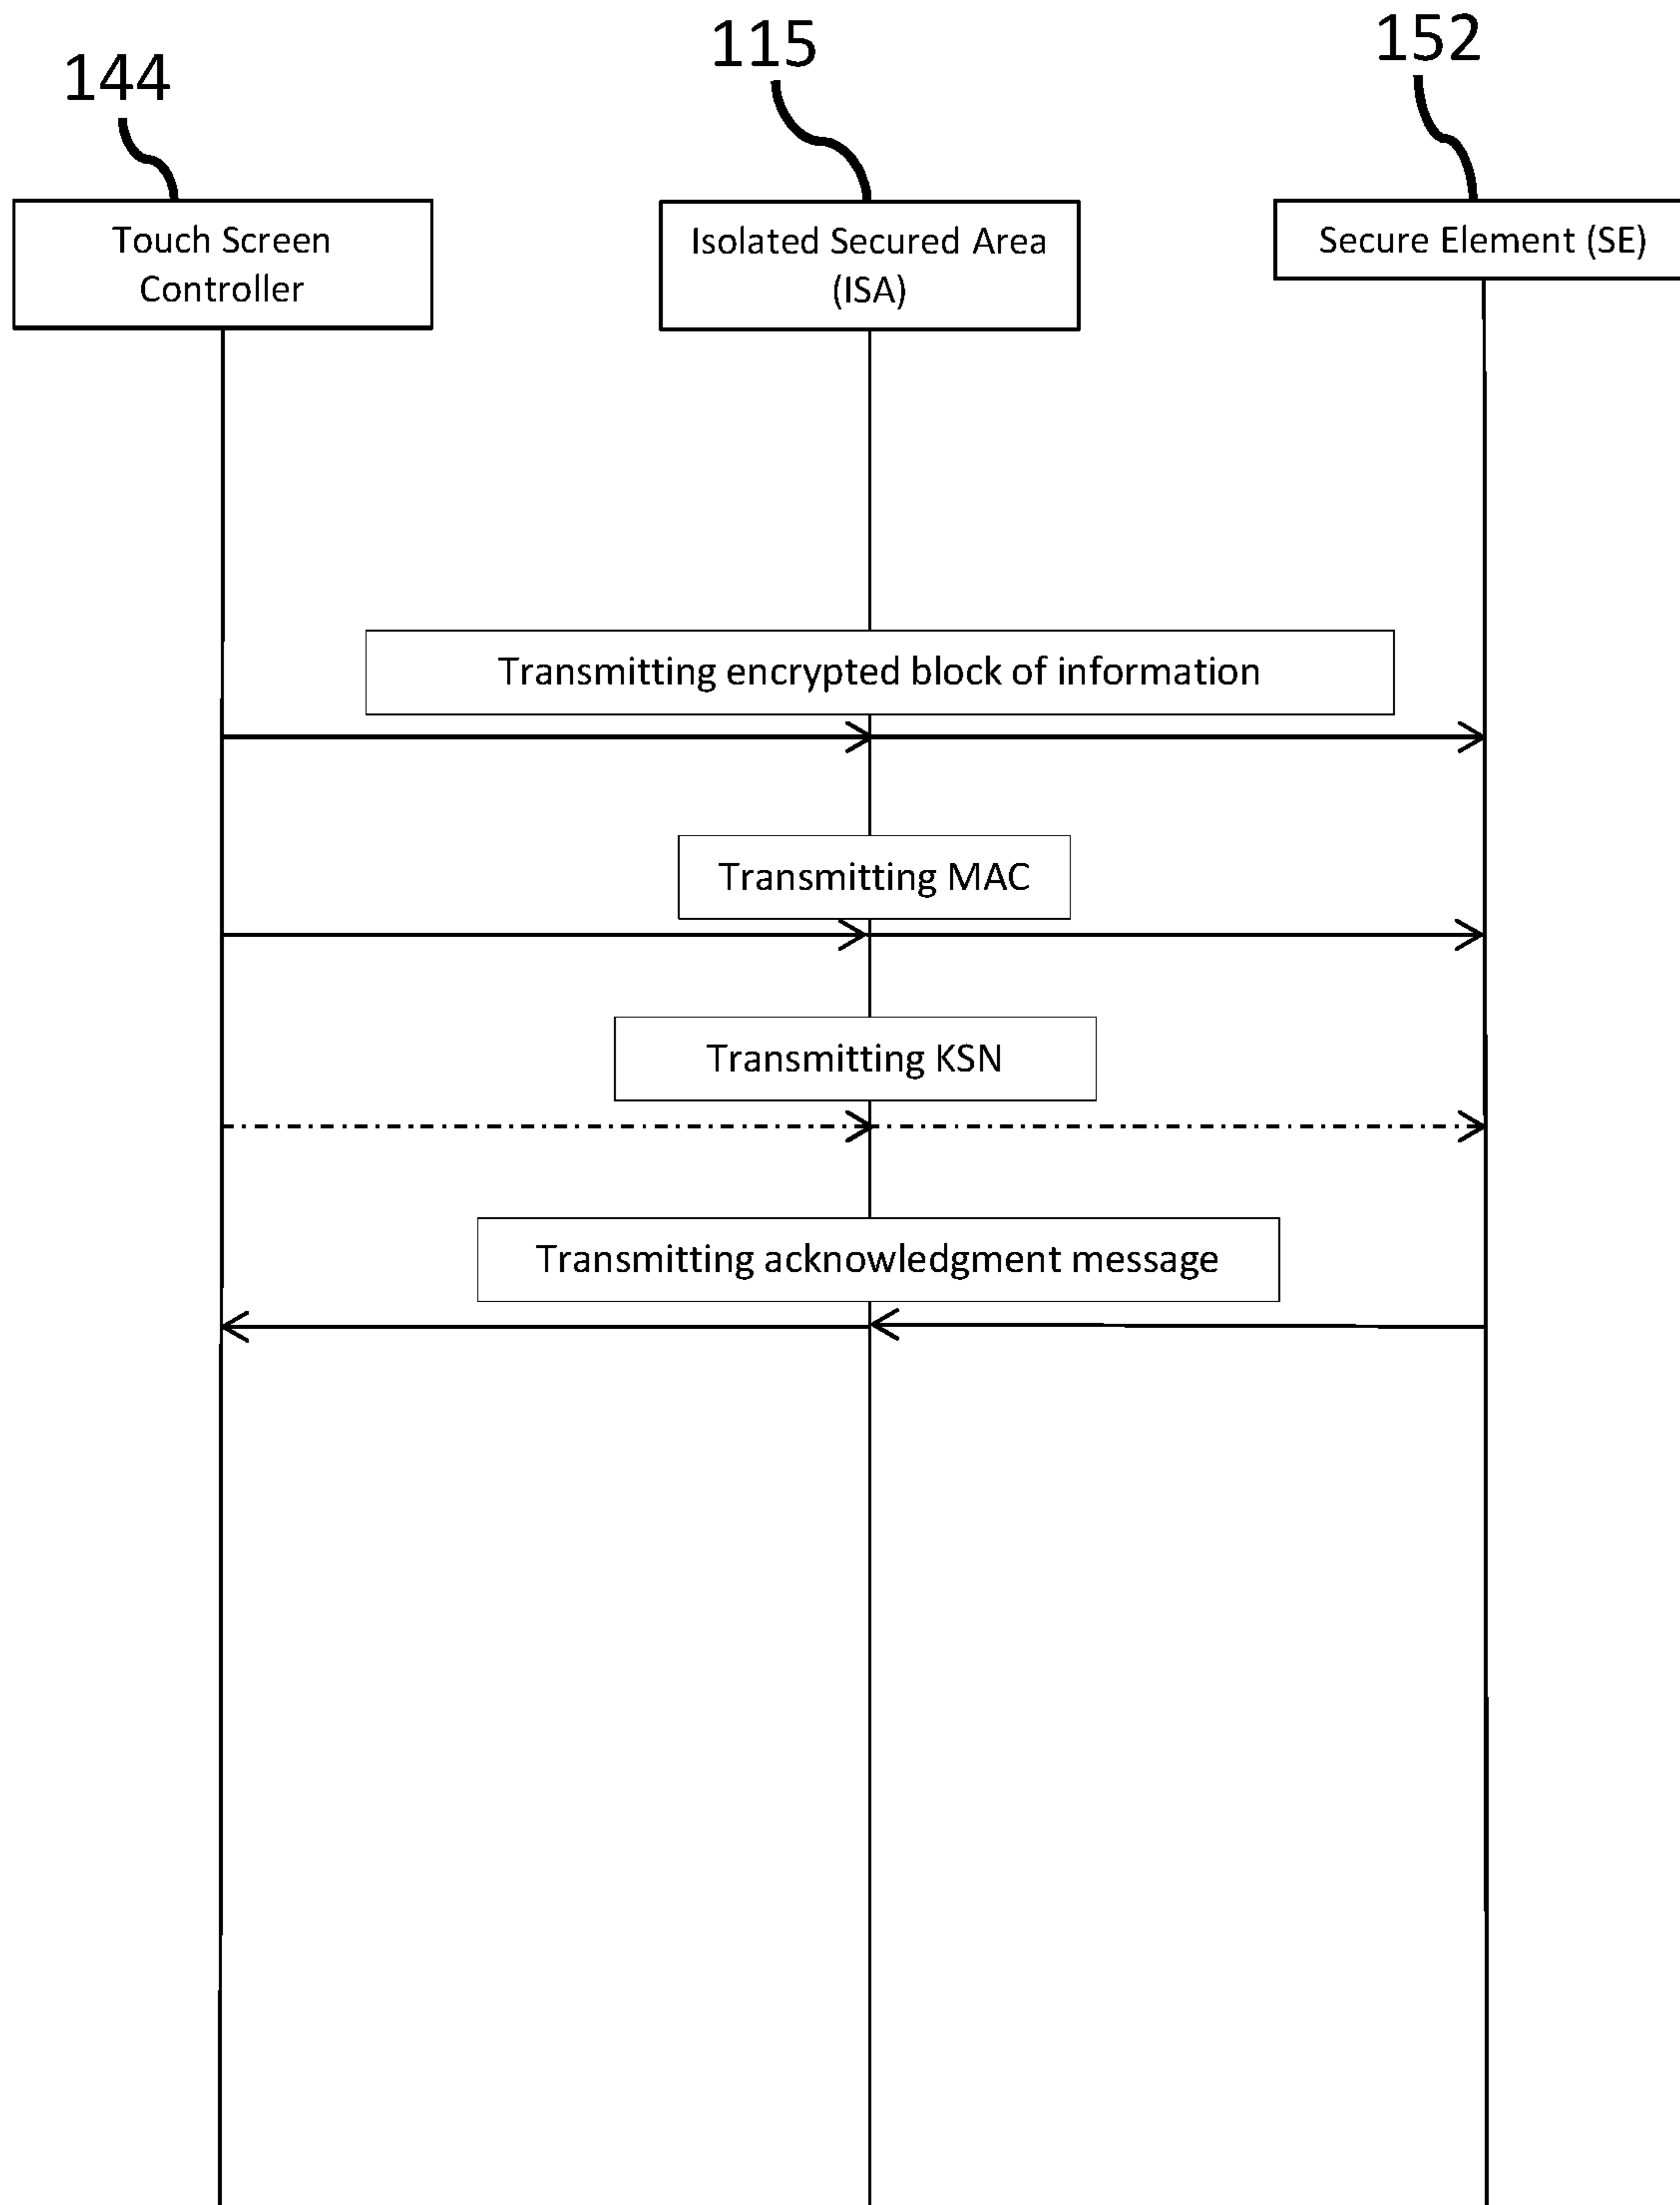 144
115
152
Touch Screen
Controller
Isolated Secured Area
(ISA)
Secure Element (SE)
Transmitting encrypted block of information
Transmitting MAC
Transmitting KSN
Transmitting acknowledgment message